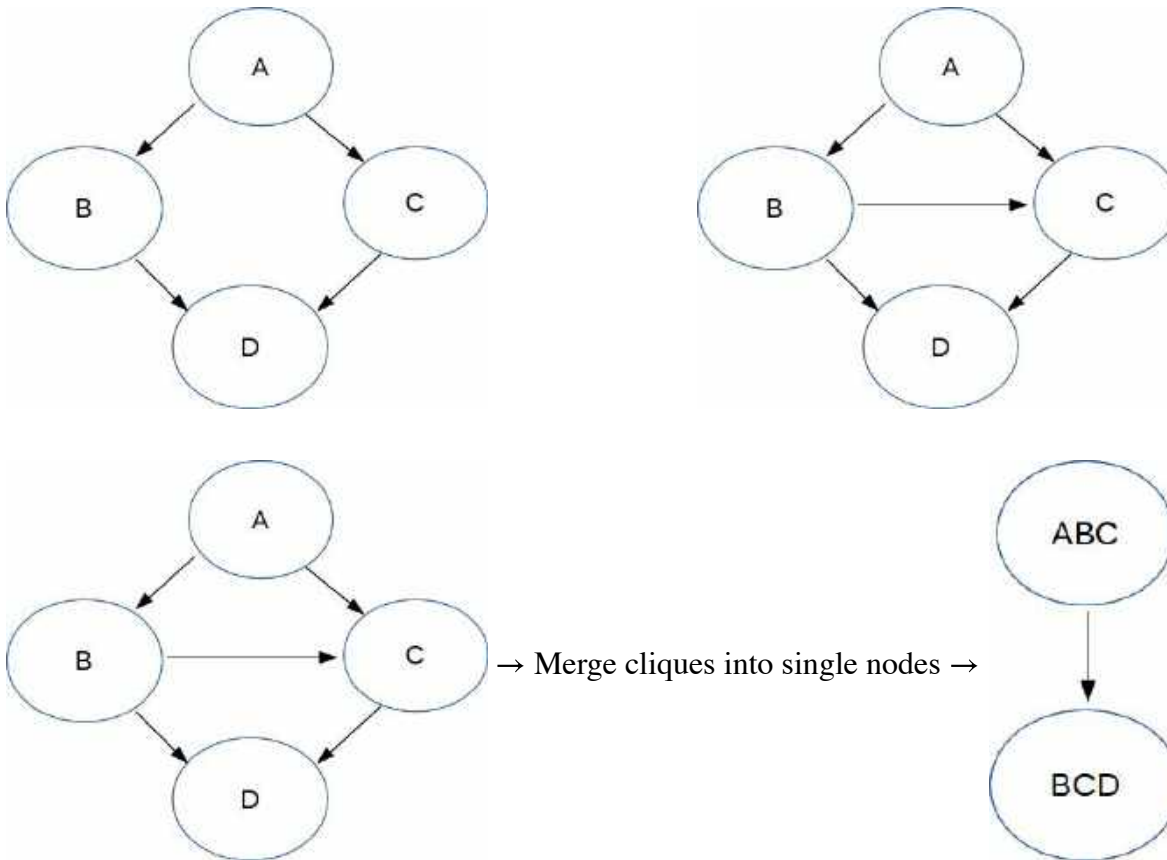 A
A
B
C
B
C
D
D
A
ABC
B
C
→ Merge cliques into single nodes →
D
BCD